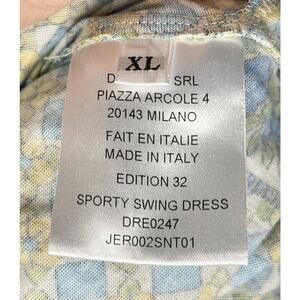 XL
SRL
PIAZZA ARCOLE 4
20143 MILANO
FAIT EN ITALIE
MADE IN ITALY
EDITION 32
SPORTY SWING DRESS
DRE0247
JER002SNT01